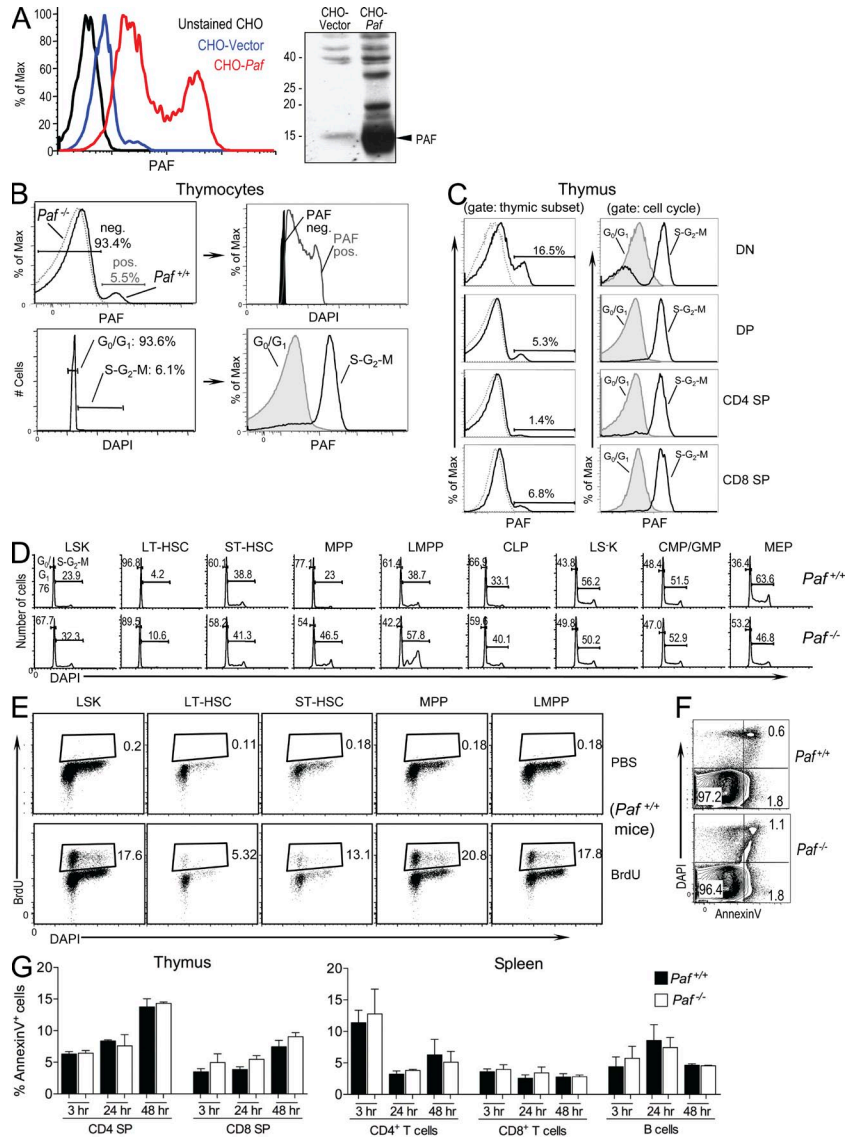 A
100
80
60
40
20
0
% of Max
PAF
Unstained CHO
CHO-Vector
CHO-Paf
CHO-
Vector
CHO-
Paf
40 -
25 -
20 -
15 -
PAF
B
Thymocytes
Paf -/-
neg.
93.4%
pos.
5.5%
Paf +/+
% of Max
0
PAF
PAF
neg.
PAF
pos.
% of Max
0
DAPI
G0/G1: 93.6%
S-G2-M: 6.1%
# Cells
0
DAPI
G0/G1
S-G2-M
% of Max
0
PAF
C
Thymus
(gate: thymic subset)
(gate: cell cycle)
16.5%
G0/G1
S-G2-M
DN
5.3%
G0/G1
S-G2-M
DP
1.4%
G0/G1
S-G2-M
CD4 SP
6.8%
G0/G1
S-G2-M
CD8 SP
% of Max
% of Max
PAF
PAF
D
LSK LT-HSC ST-HSC MPP LMPP CLP LS-K CMP/GMP MEP
G0/
G1
76
S-G2-M
23.9
96.8
4.2
60.
38.8
77.
23
61.4
38.7
66.9
33.1
43.8
56.2
48.4
51.5
36.4
63.6
Paf +/+
67.7
32.3
89.5
10.6
58.2
41.3
54
46.5
42.2
57.8
59.6
40.1
49.8
50.2
47.0
52.9
53.2
46.8
Paf -/-
Number of cells
0
DAPI
E
LSK LT-HSC ST-HSC MPP LMPP
0.2 0.11 0.18 0.18 0.18
PBS
(Paf +/+
mice)
17.6 5.32 13.1 20.8 17.8
BrdU
BrdU
0
0
DAPI
F
0.6
97.2
1.8
Paf +/+
1.1
96.4
1.8
Paf -/-
DAPI
0
AnnexinV
G
Thymus
Spleen
Paf +/+
Paf -/-
% AnnexinV+ cells
20
15
10
5
0
20
15
10
5
0
3 hr 24 hr 48 hr 3 hr 24 hr 48 hr
CD4 SP CD8 SP
3 hr 24 hr 48 hr 3 hr 24 hr 48 hr 3 hr 24 hr 48 hr
CD4+ T cells CD8+ T cells B cells